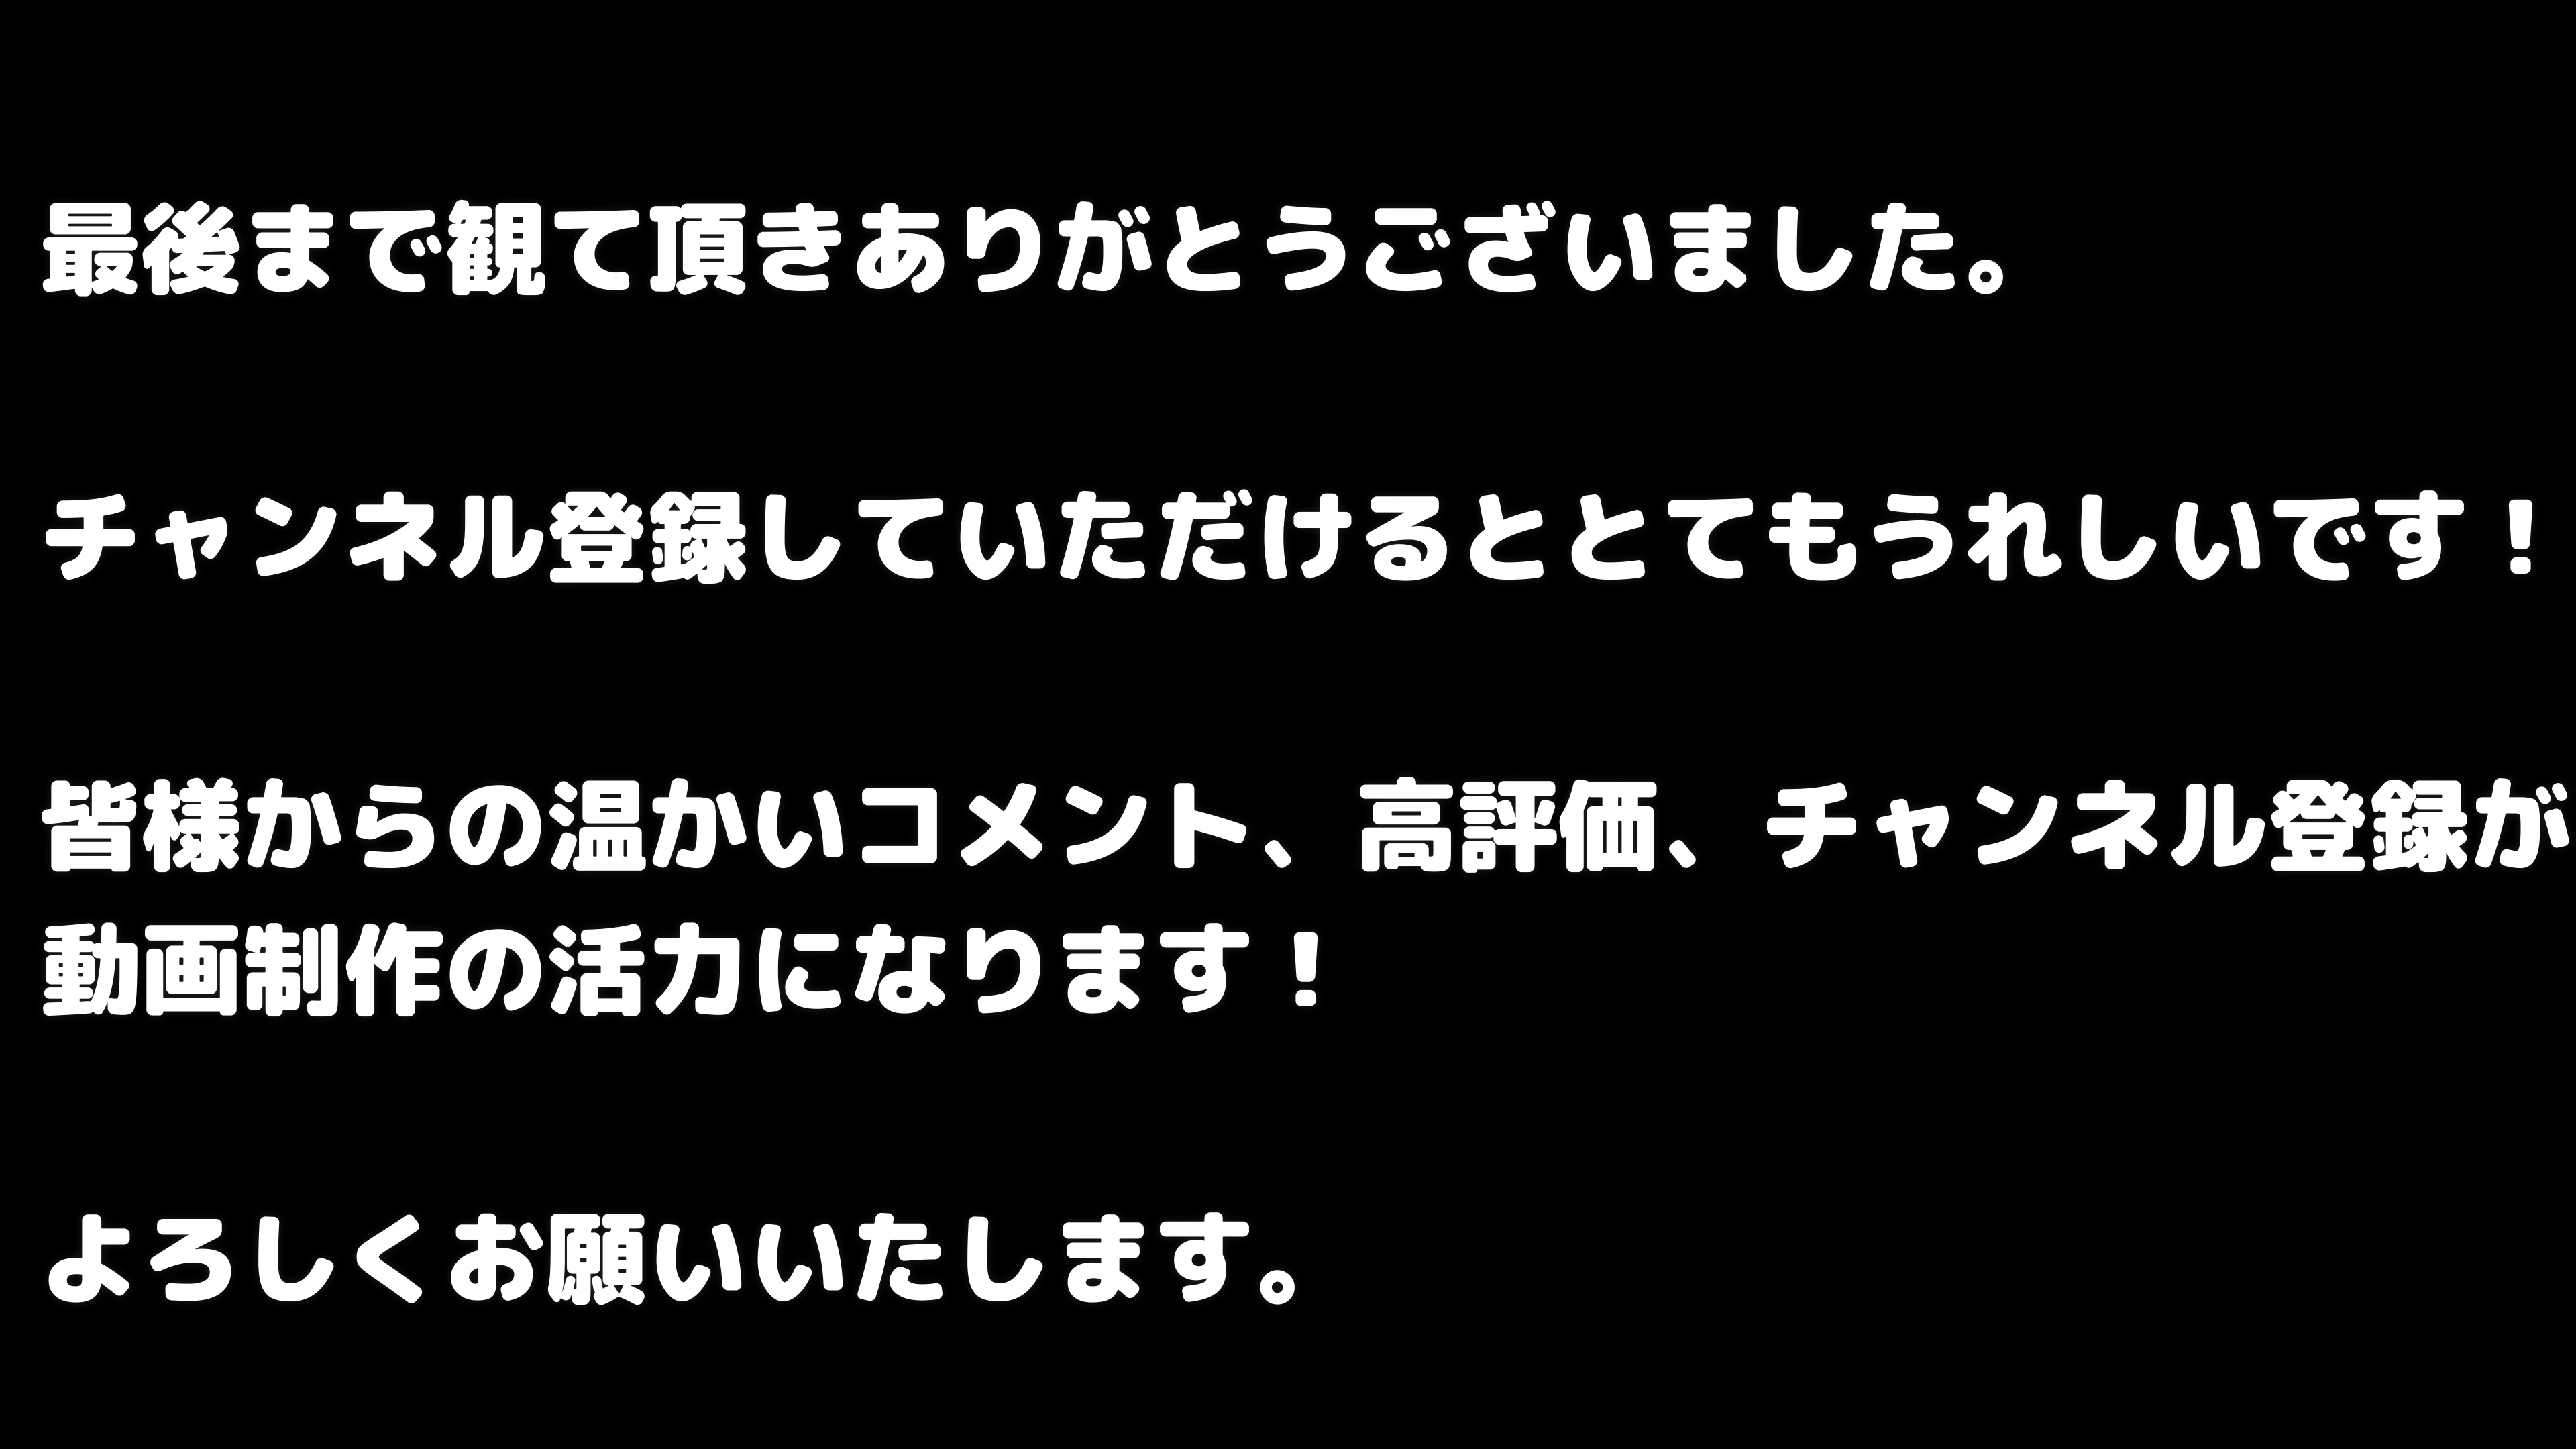 最後まで観て頂きありがとうございました。
チャンネル登録していただけるととてもうれしいです！
皆様からの温かいコメント、高評価、チャンネル登録が
動画制作の活力になります！
よろしくお願いいたします。